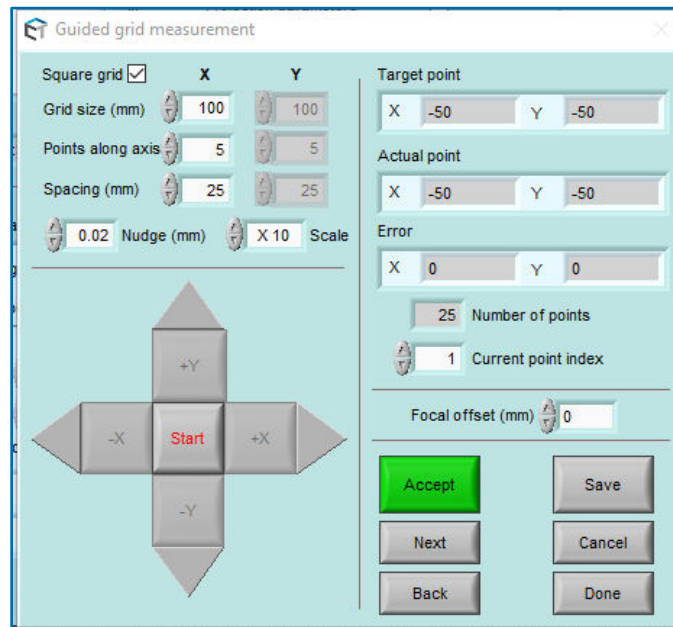 Guided grid measurement
Square grid X Y
Grid size (mm) 100 100
Points along axis 5 5
Spacing (mm) 25 25
0.02 Nudge (mm) X 10 Scale
+Y
-X Start +X
-Y
Target point
X -50 Y -50
Actual point
X -50 Y -50
Error
X 0 Y 0
25 Number of points
1 Current point index
Focal offset (mm) 0
Accept Save
Next Cancel
Back Done